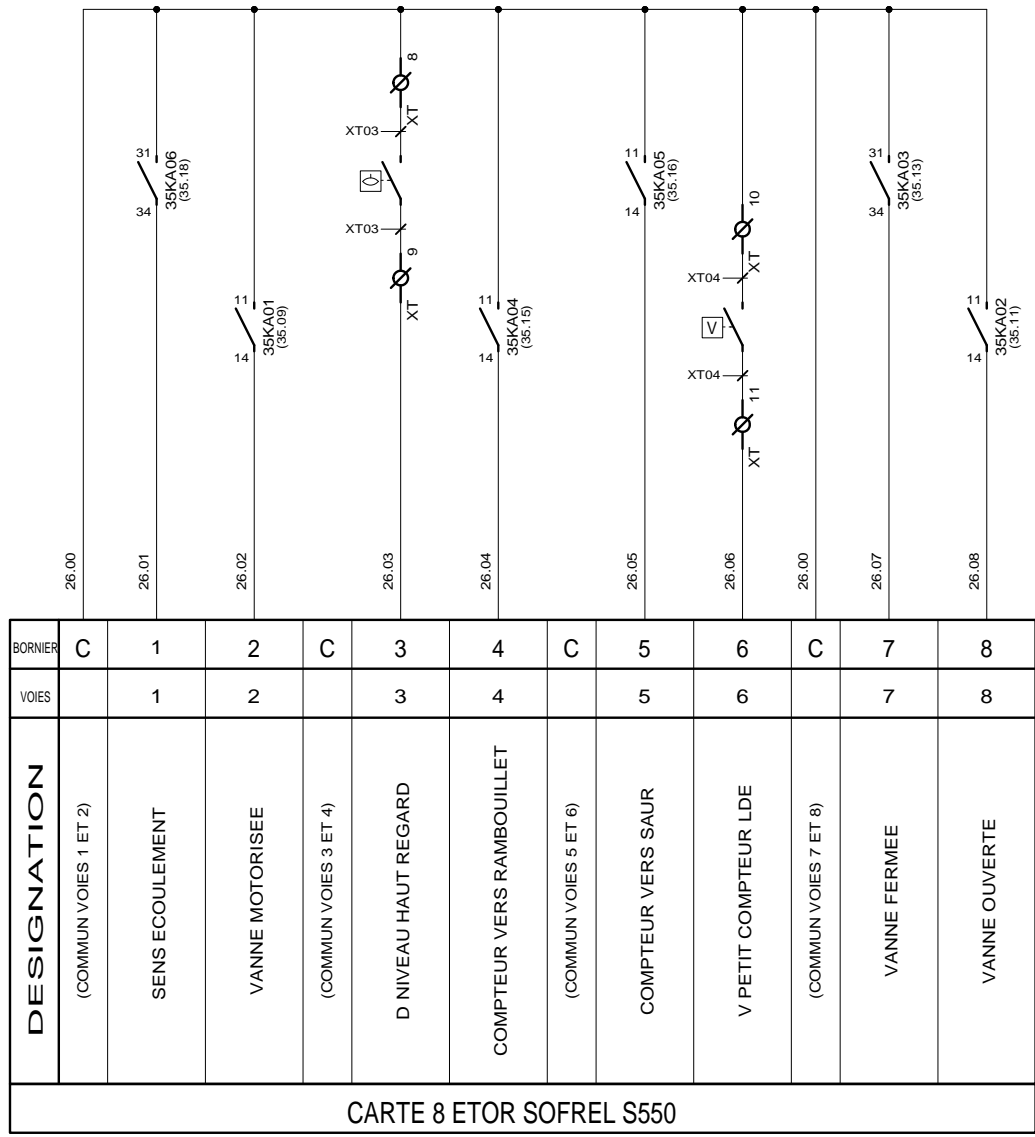 8
XT
XT03
31
35KA06
(35.18)
34
XT03
9
XT
11
35KA01
(35.09)
14
11
35KA04
(35.15)
14
11
35KA05
(35.16)
14
10
XT
XT04
V
XT04
11
XT
31
35KA03
(35.13)
34
11
35KA02
(35.11)
14
26.00
26.01
26.02
26.03
26.04
26.05
26.06
26.00
26.07
26.08
BORNIER C 1 2 C 3 4 C 5 6 C 7 8
VOIES 1 2 3 4 5 6 7 8
DESIGNATION
(COMMUN VOIES 1 ET 2)
SENS ECOULEMENT
VANNE MOTORISEE
(COMMUN VOIES 3 ET 4)
D NIVEAU HAUT REGARD
COMPTEUR VERS RAMBOUILLET
(COMMUN VOIES 5 ET 6)
COMPTEUR VERS SAUR
V PETIT COMPTEUR LDE
(COMMUN VOIES 7 ET 8)
VANNE FERMEE
VANNE OUVERTE
CARTE 8 ETOR SOFREL S550